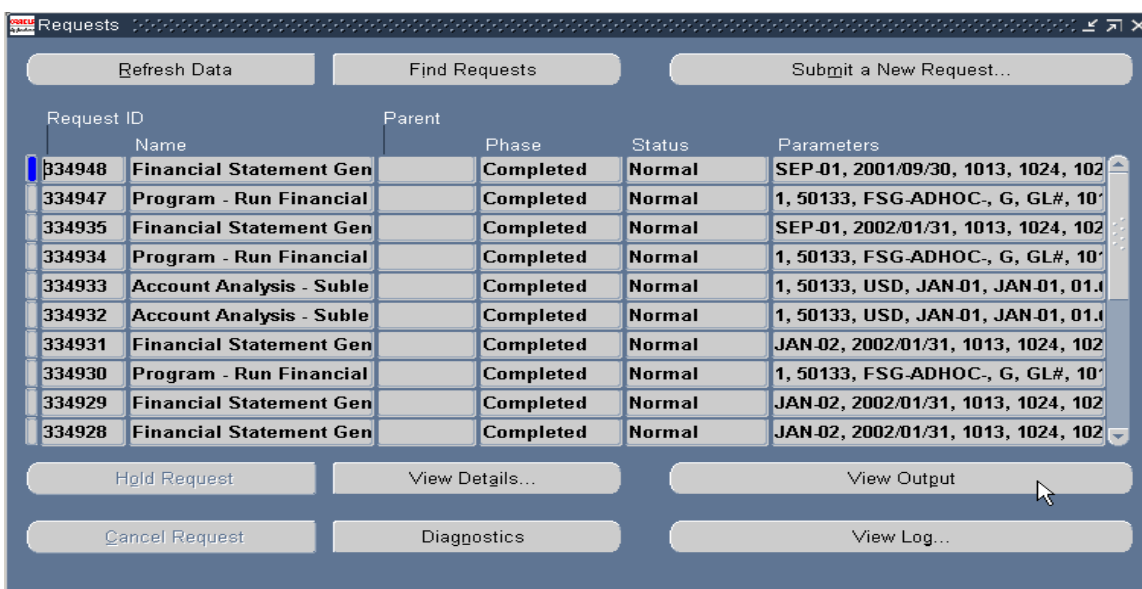 ORACLE Requests
Refresh Data Find Requests Submit a New Request...
Request ID Parent
Name Phase Status Parameters
334948 Financial Statement Gen Completed Normal SEP-01, 2001/09/30, 1013, 1024, 102
334947 Program - Run Financial Completed Normal 1, 50133, FSG-ADHOC-, G, GL#, 10
334935 Financial Statement Gen Completed Normal SEP-01, 2002/01/31, 1013, 1024, 102
334934 Program - Run Financial Completed Normal 1, 50133, FSG-ADHOC-, G, GL#, 10
334933 Account Analysis - Suble Completed Normal 1, 50133, USD, JAN-01, JAN-01, 01.
334932 Account Analysis - Suble Completed Normal 1, 50133, USD, JAN-01, JAN-01, 01.
334931 Financial Statement Gen Completed Normal JAN-02, 2002/01/31, 1013, 1024, 102
334930 Program - Run Financial Completed Normal 1, 50133, FSG-ADHOC-, G, GL#, 10
334929 Financial Statement Gen Completed Normal JAN-02, 2002/01/31, 1013, 1024, 102
334928 Financial Statement Gen Completed Normal JAN-02, 2002/01/31, 1013, 1024, 102
Hold Request View Details... View Output
Cancel Request Diagnostics View Log...